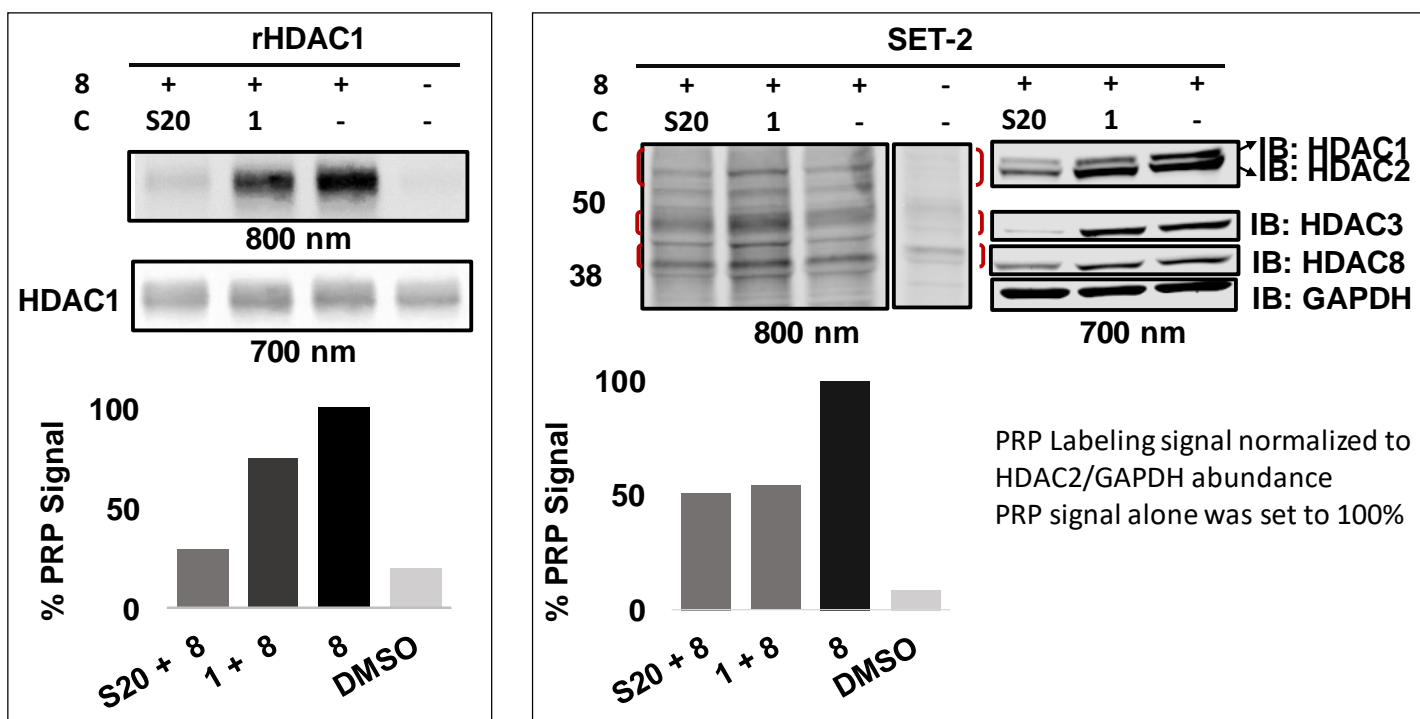 rHDAC1
8 + + + -
C S20 1 - -
800 nm
HDAC1
700 nm
% PRP Signal
100
50
0
S20 + 8
1 + 8
8
DMSO
SET-2
8 + + + - + + +
C S20 1 - - S20 1 -
50
38
800 nm
IB: HDAC1
IB: HDAC2
IB: HDAC3
IB: HDAC8
IB: GAPDH
700 nm
% PRP Signal
100
50
0
S20 + 8
1 + 8
8
DMSO
PRP Labeling signal normalized to
HDAC2/GAPDH abundance
PRP signal alone was set to 100%